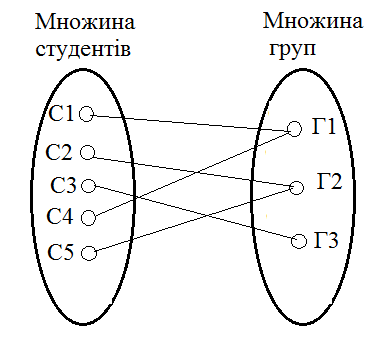 Множина
студентів
Множина
груп
С1
С2
С3
С4
С5
Г1
Г2
Г3